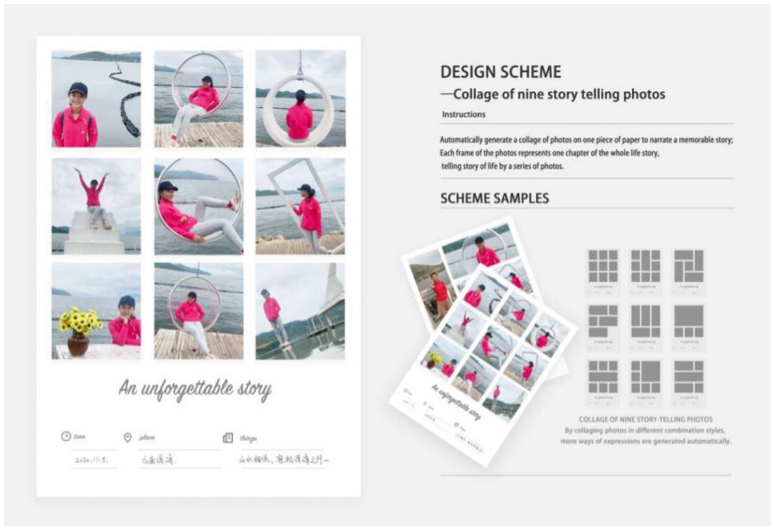 An unforgettable story
time
place
things
2020.10.5.
DESIGN SCHEME
—Collage of nine story telling photos
Instructions
Automatically generate a collage of photos on one piece of paper to narrate a memorable story;
Each frame of the photos represents one chapter of the whole life story,
telling story of life by a series of photos.
SCHEME SAMPLES
An unforgettable story
COLLAGE OF NINE STORY-TELLING PHOTOS
By collaging photos in different combination styles,
more ways of expressions are generated automatically.